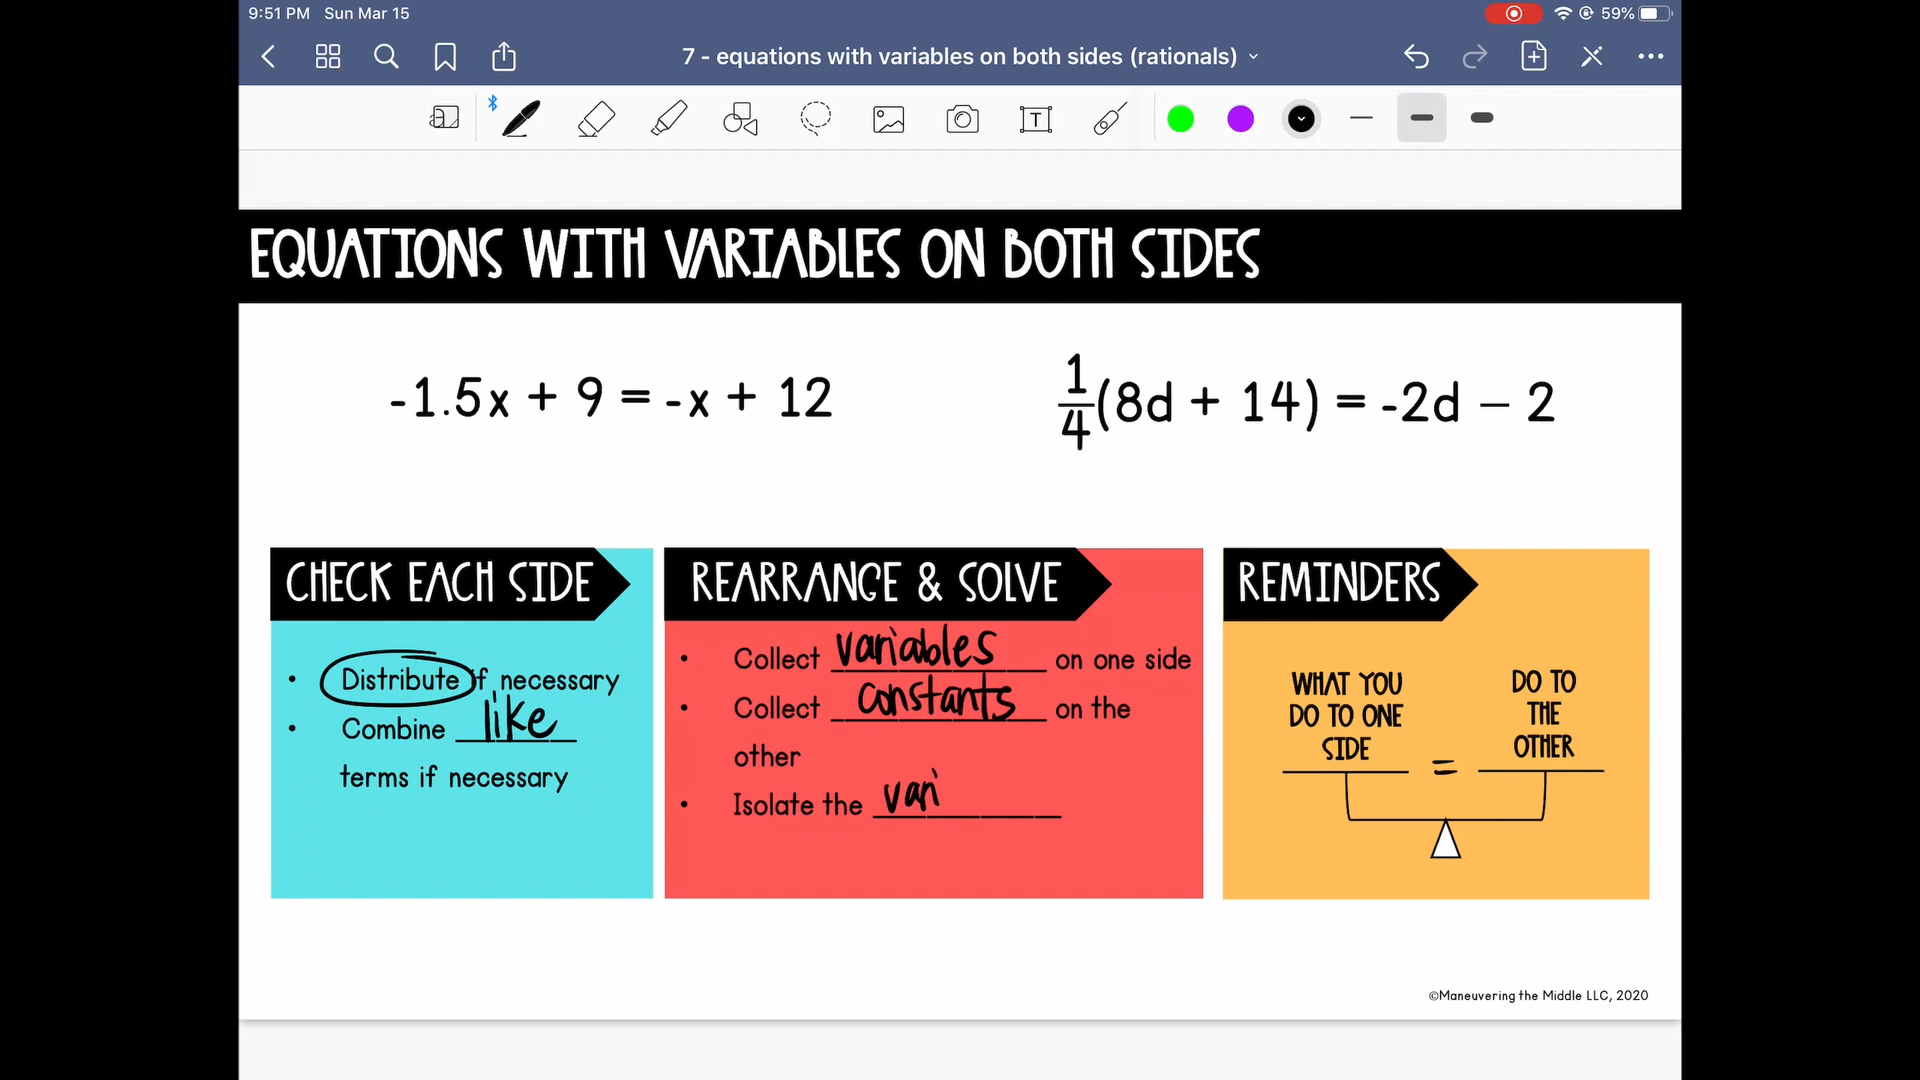 9:51 PM Sun Mar 15
59%
7 - equations with variables on both sides (rationals)
T
EQUATIONS WITH VARIABLES ON BOTH SIDES
-1.5x + 9 = -x + 12
1/4(8d + 14) = -2d – 2
CHECK EACH SIDE
• Distribute if necessary
• Combine like
terms if necessary
REARRANGE & SOLVE
• Collect variables on one side
• Collect constants on the
other
• Isolate the vari
REMINDERS
WHAT YOU
DO TO ONE
SIDE
=
DO TO
THE
OTHER
©Maneuvering the Middle LLC, 2020